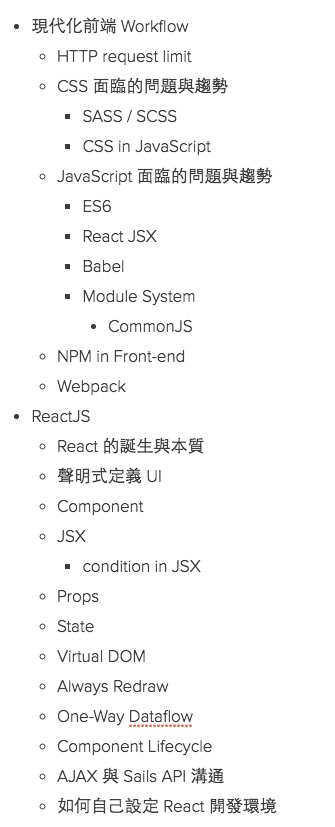 現代化前端 Workflow
HTTP request limit
CSS 面臨的問題與趨勢
SASS / SCSS
CSS in JavaScript
JavaScript 面臨的問題與趨勢
ES6
React JSX
Babel
Module System
CommonJS
NPM in Front-end
Webpack
ReactJS
React 的誕生與本質
聲明式定義 UI
Component
JSX
condition in JSX
Props
State
Virtual DOM
Always Redraw
One-Way Dataflow
Component Lifecycle
AJAX 與 Sails API 溝通
如何自己設定 React 開發環境